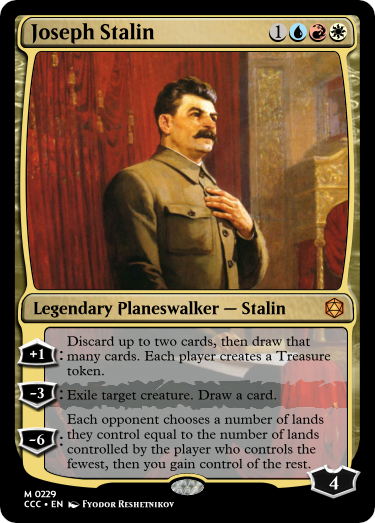 Joseph Stalin 1
Legendary Planeswalker — Stalin
+1: Discard up to two cards, then draw that
many cards. Each player creates a Treasure
token.
-3: Exile target creature. Draw a card.
Each opponent chooses a number of lands
-6: they control equal to the number of lands
controlled by the player who controls the
fewest, then you gain control of the rest.
4
M 0229
CCC • EN Fyodor Reshetnikov